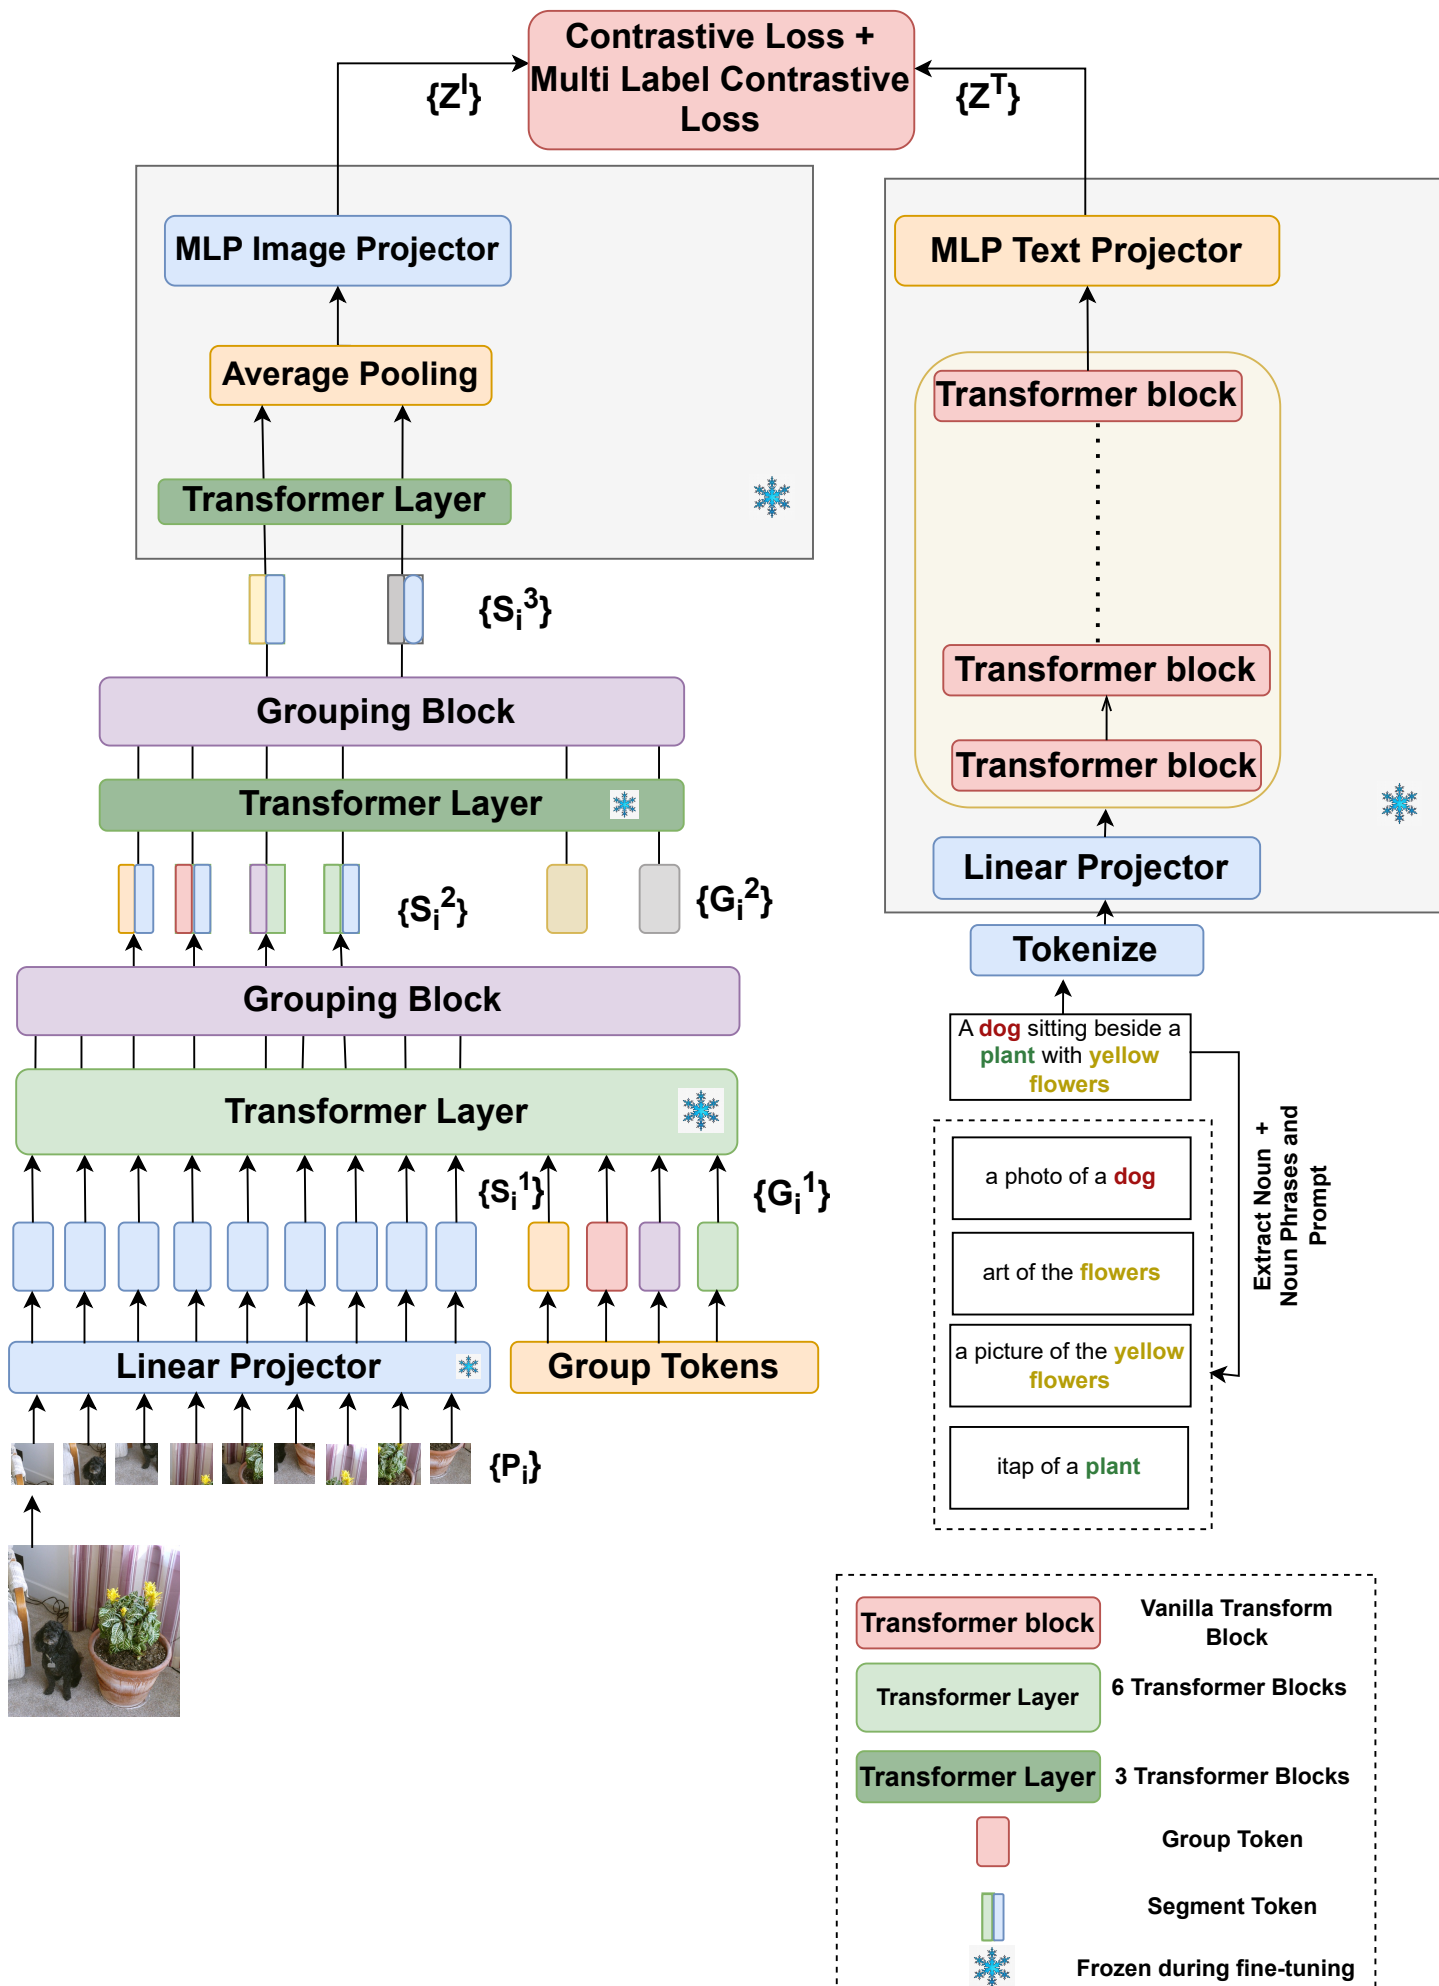 Contrastive Loss +
Multi Label Contrastive
Loss
{Z^I}
{Z^T}
MLP Image Projector
Average Pooling
Transformer Layer
{S_i^3}
Grouping Block
Transformer Layer
{S_i^2}
{G_i^2}
Grouping Block
Transformer Layer
{S_i^1}
{G_i^1}
Linear Projector
Group Tokens
{P_i}
MLP Text Projector
Transformer block
Transformer block
Transformer block
Linear Projector
Tokenize
A dog sitting beside a
plant with yellow
flowers
Extract Noun +
Noun Phrases and
Prompt
a photo of a dog
art of the flowers
a picture of the yellow
flowers
itap of a plant
Transformer block
Vanilla Transform
Block
Transformer Layer
6 Transformer Blocks
Transformer Layer
3 Transformer Blocks
Group Token
Segment Token
Frozen during fine-tuning